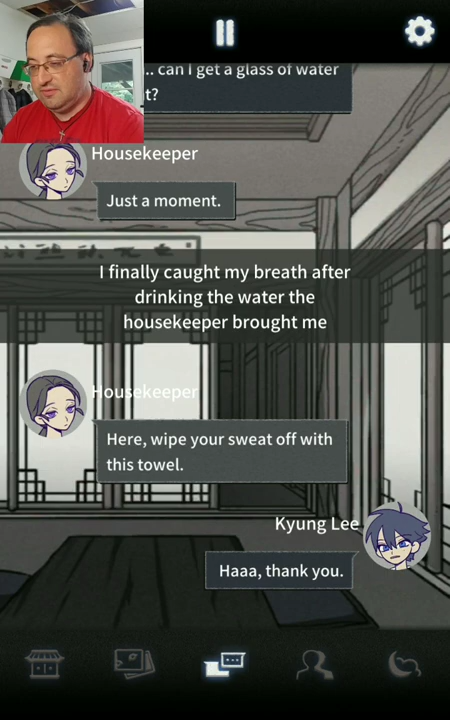 .. can I get a glass of water
t?
Housekeeper
Just a moment.
I finally caught my breath after
drinking the water the
housekeeper brought me
Housekeeper
Here, wipe your sweat off with
this towel.
Kyung Lee
Haaa, thank you.